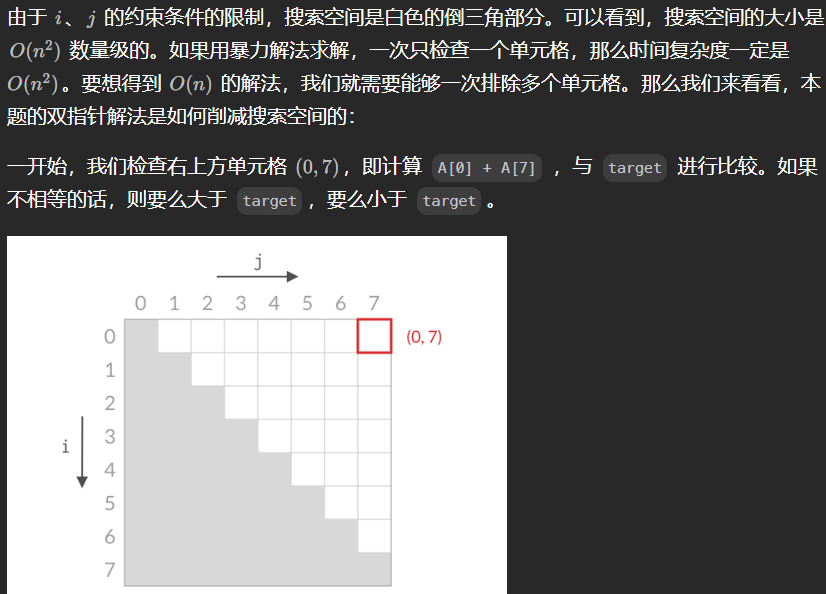 由于 i、j 的约束条件的限制，搜索空间是白色的倒三角部分。可以看到，搜索空间的大小是
O(n²) 数量级的。如果用暴力解法求解，一次只检查一个单元格，那么时间复杂度一定是
O(n²)。要想得到 O(n) 的解法，我们就需要能够一次排除多个单元格。那么我们来看看，本
题的双指针解法是如何削减搜索空间的：
一开始，我们检查右上方单元格 (0, 7)，即计算 A[0] + A[7] ，与 target 进行比较。如果
不相等的话，则要么大于 target ，要么小于 target 。
j
0 1 2 3 4 5 6 7
0 (0, 7)
1
2
3
i
4
5
6
7